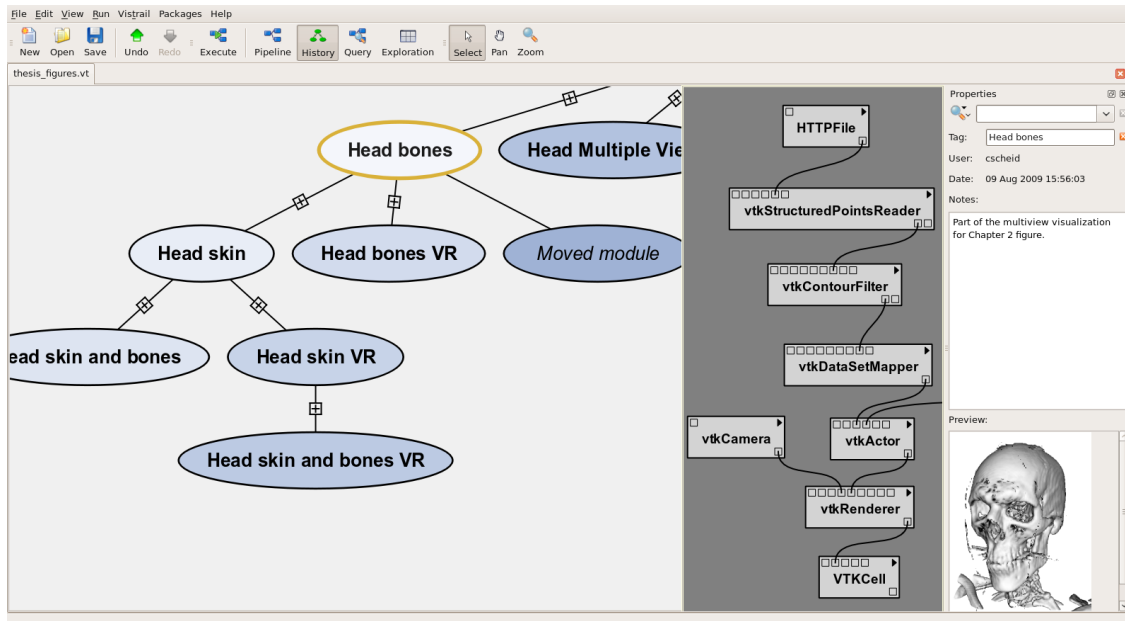 File Edit View Run Vistrail Packages Help
New Open Save Undo Redo Execute Pipeline History Query Exploration Select Pan Zoom
thesis_figures.vt
Head bones
Head Multiple Vie
Head skin
Head bones VR
Moved module
ead skin and bones
Head skin VR
Head skin and bones VR
HTTPFile
vtkStructuredPointsReader
vtkContourFilter
vtkDataSetMapper
vtkCamera
vtkActor
vtkRenderer
VTKCell
Properties
Tag: Head bones
User: cscheid
Date: 09 Aug 2009 15:56:03
Notes:
Part of the multiview visualization
for Chapter 2 figure.
Preview: